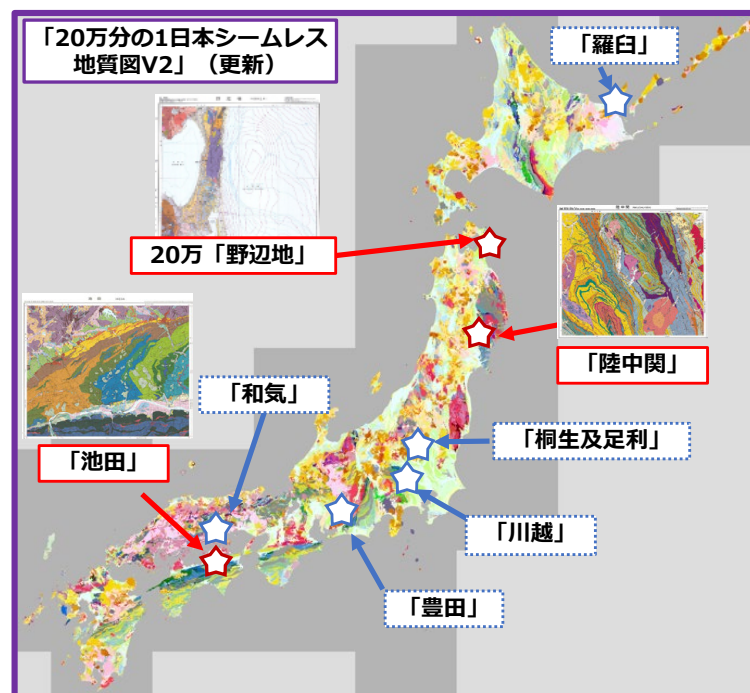 「20万分の1日本シームレス
地質図V2」（更新）
「羅臼」
20万「野辺地」
「陸中関」
「和気」
「池田」
「桐生及足利」
「川越」
「豊田」